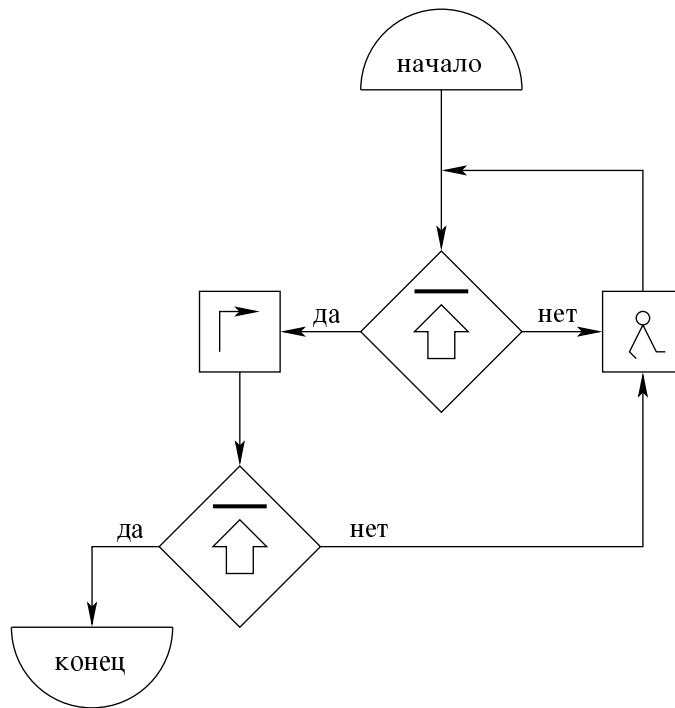 начало
да
нет
да
нет
конец